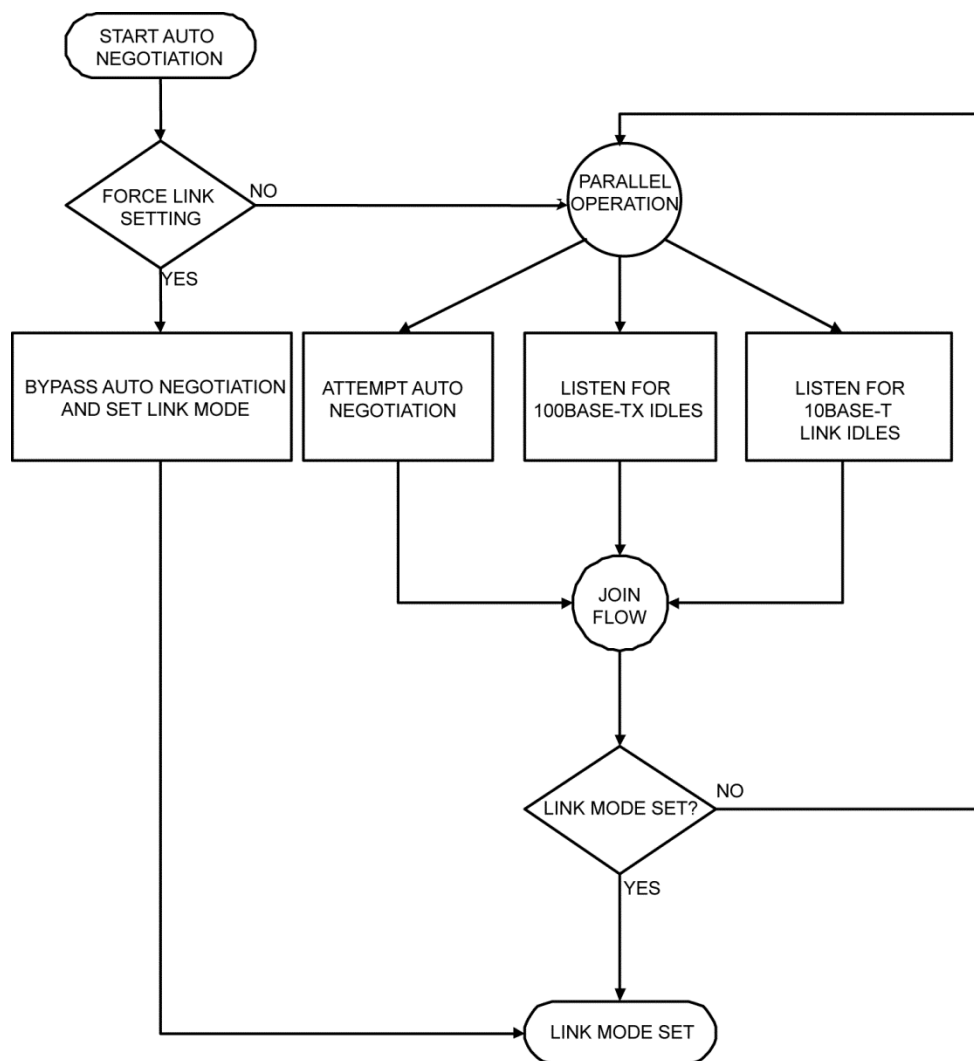 START AUTO
NEGOTIATION
FORCE LINK
SETTING
NO
YES
PARALLEL
OPERATION
BYPASS AUTO NEGOTIATION
AND SET LINK MODE
ATTEMPT AUTO
NEGOTIATION
LISTEN FOR
100BASE-TX IDLES
LISTEN FOR
10BASE-T
LINK IDLES
JOIN
FLOW
LINK MODE SET?
NO
YES
LINK MODE SET